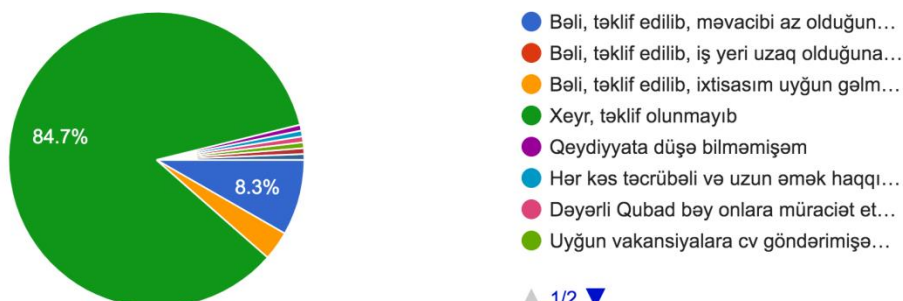 84.7%
8.3%
Bəli, təklif edilib, məvacibi az olduğun…
Bəli, təklif edilib, iş yeri uzaq olduğuna…
Bəli, təklif edilib, ixtisasım uyğun gəlm…
Xeyr, təklif olunmayıb
Qeydiyyata düşə bilməmişəm
Hər kəs təcrübəli və uzun əmək haqqı…
Dəyərli Qubad bəy onlara müraciət et…
Uyğun vakansiyalara cv göndərimişə…
1/2